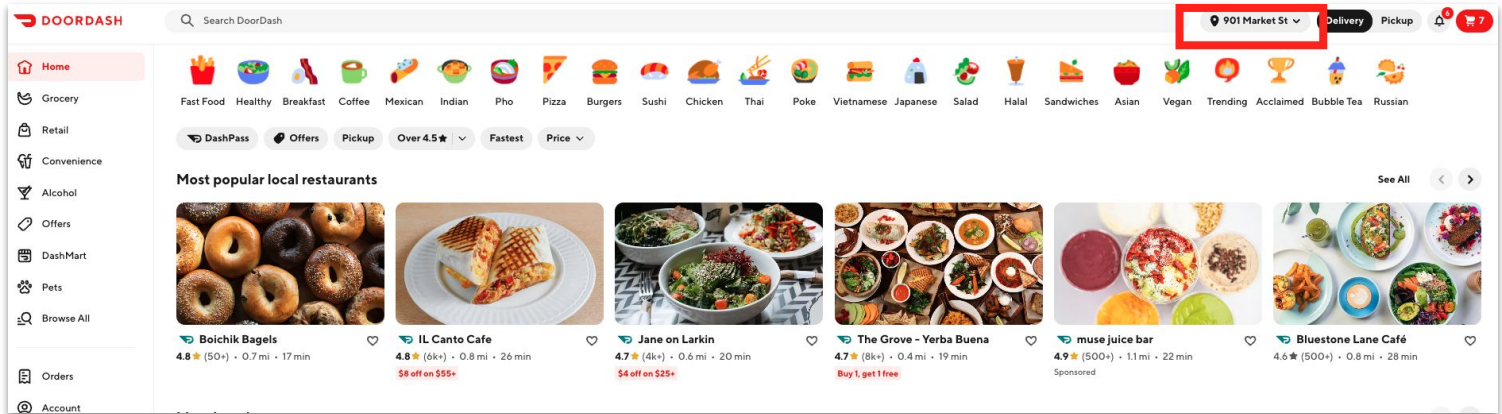 DOORDASH
Search DoorDash
901 Market St
Delivery
Pickup
6
7
Home
Grocery
Retail
Convenience
Alcohol
Offers
DashMart
Pets
Browse All
Orders
Account
Fast Food Healthy Breakfast Coffee Mexican Indian Pho Pizza Burgers Sushi Chicken Thai Poke Vietnamese Japanese Salad Halal Sandwiches Asian Vegan Trending Acclaimed Bubble Tea Russian
DashPass Offers Pickup Over 4.5★ Fastest Price
Most popular local restaurants
See All
Boichik Bagels
4.8★ (50+) • 0.7 mi • 17 min
IL Canto Cafe
4.8★ (6k+) • 0.8 mi • 26 min
$8 off on $55+
Jane on Larkin
4.7★ (4k+) • 0.6 mi • 20 min
$4 off on $25+
The Grove - Yerba Buena
4.7★ (8k+) • 0.4 mi • 19 min
Buy 1, get 1 free
muse juice bar
4.9★ (500+) • 1.1 mi • 22 min
Sponsored
Bluestone Lane Café
4.6★ (500+) • 0.8 mi • 28 min